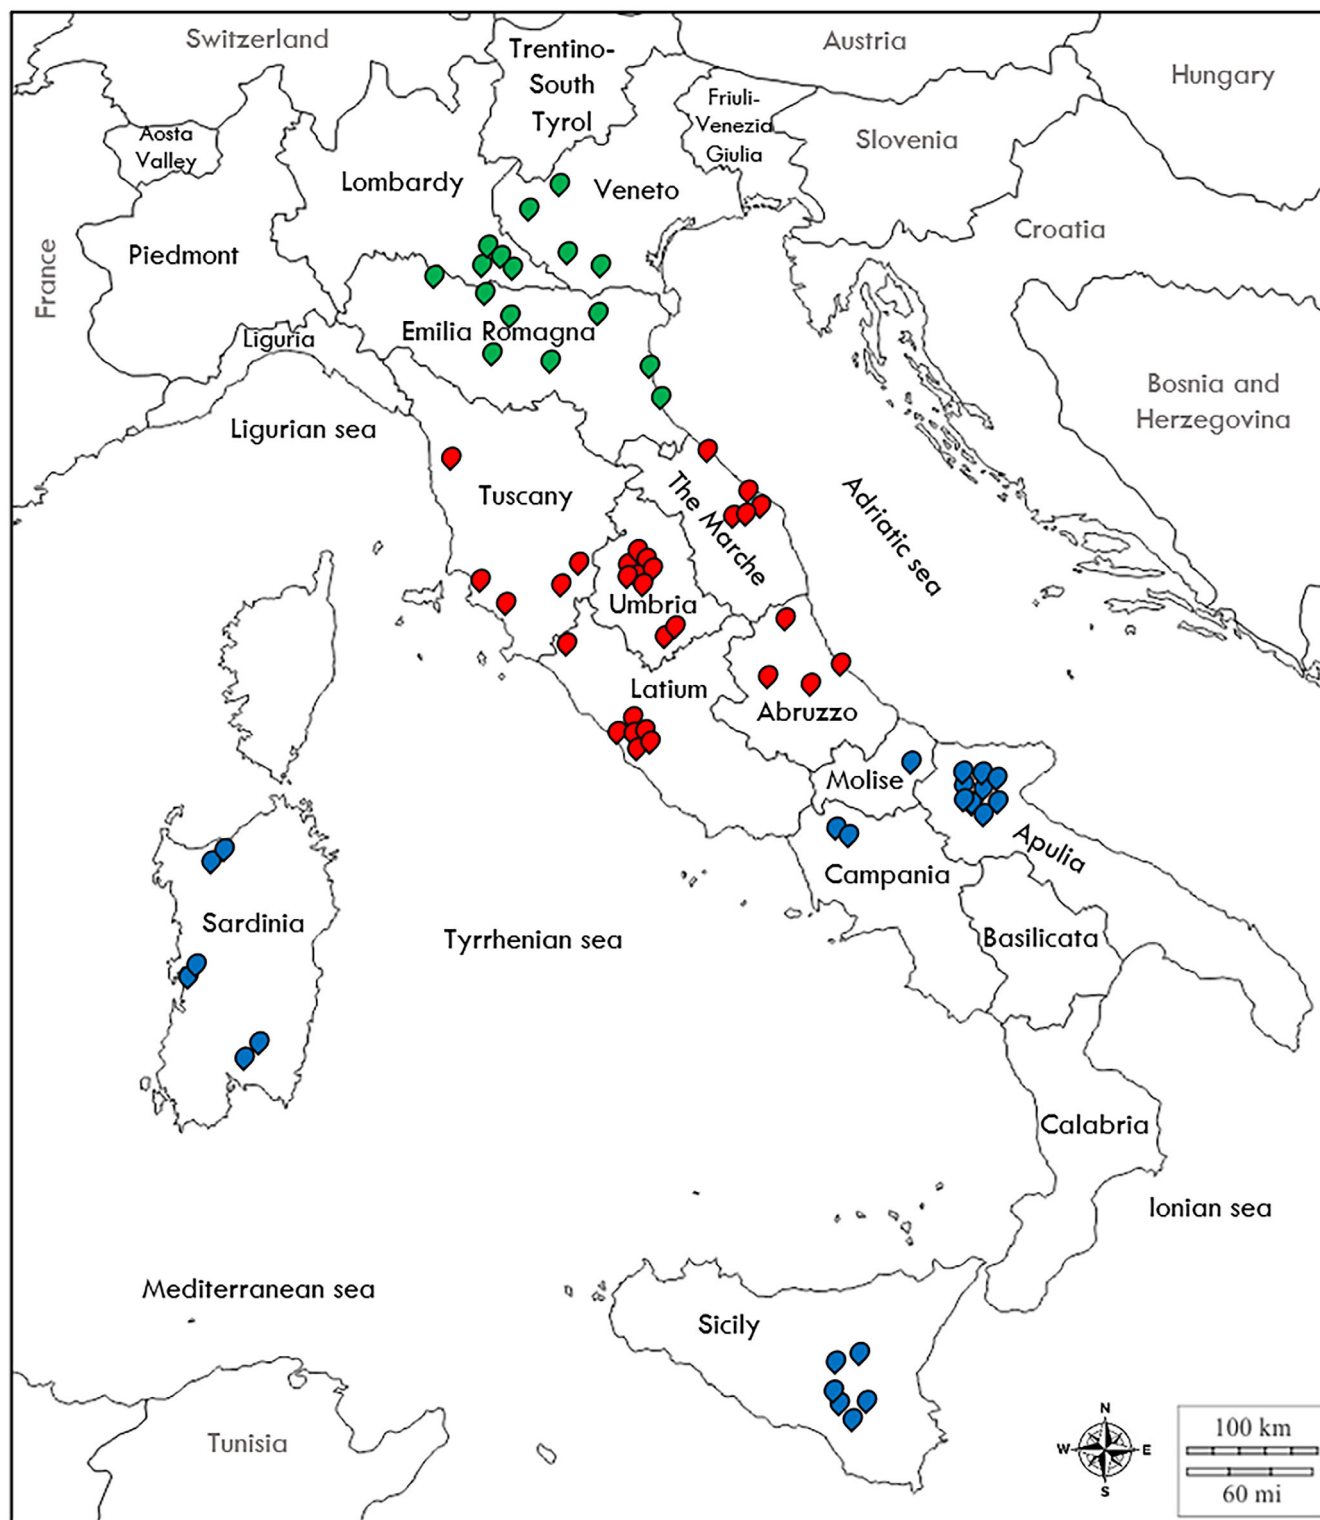 Switzerland
Trentino-
South
Tyrol
Austria
Hungary
Friuli-
Venezia
Giulia
Slovenia
Aosta
Valley
Lombardy
Veneto
Croatia
Piedmont
France
Liguria
Emilia Romagna
Bosnia and
Herzegovina
Ligurian sea
Tuscany
The Marche
Adriatic sea
Umbria
Latium
Abruzzo
Molise
Apulia
Campania
Sardinia
Tyrrhenian sea
Basilicata
Calabria
Ionian sea
Mediterranean sea
Sicily
Tunisia
N
W
E
S
100 km
60 mi